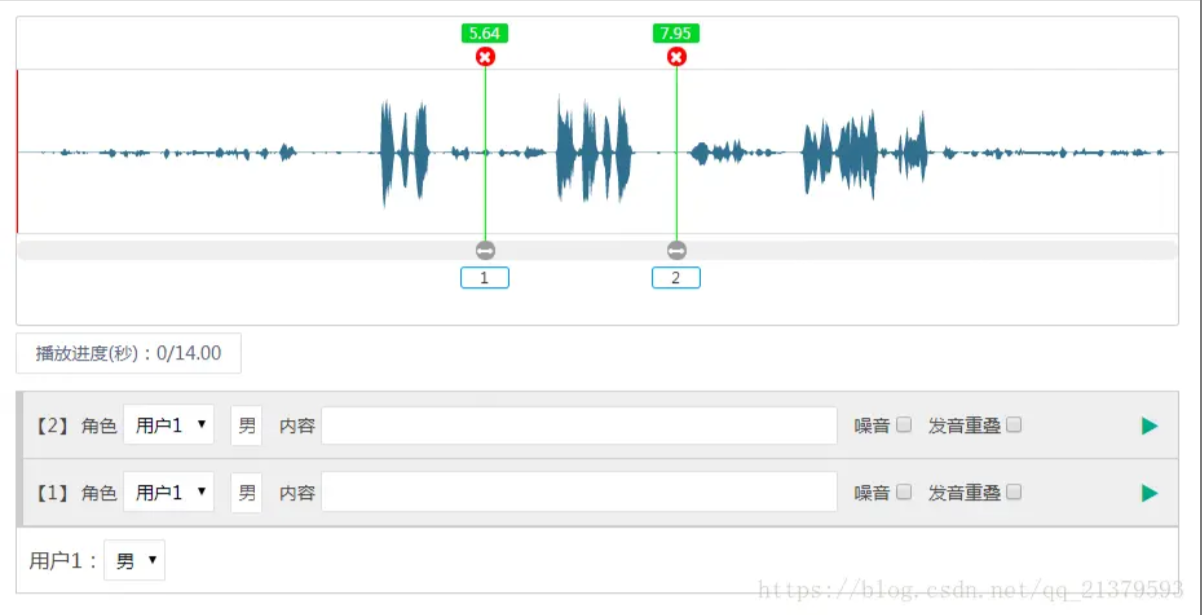 5.64 7.95
1 2
播放进度(秒)：0/14.00
【2】 角色 用户1 男 内容 噪音 发音重叠
【1】 角色 用户1 男 内容 噪音 发音重叠
用户1： 男
https://blog.csdn.net/qq_21379593